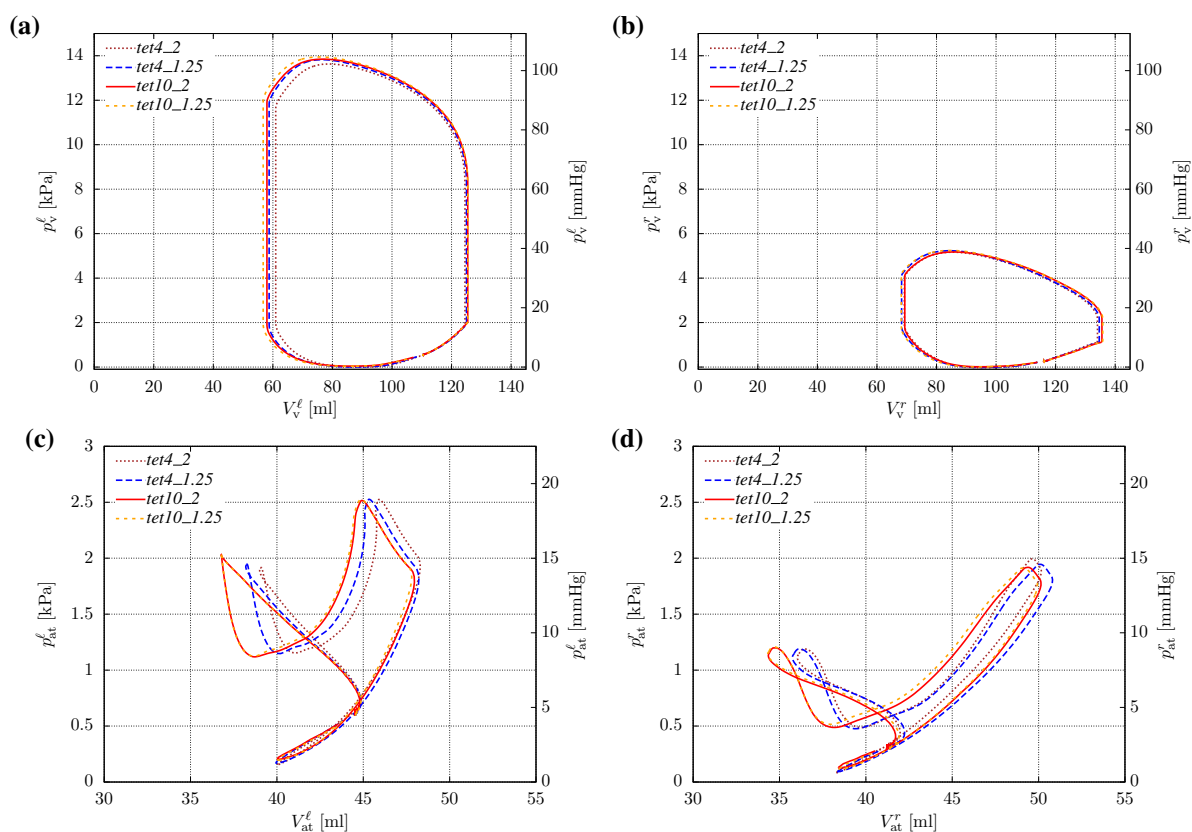 (a)
tet4_2
tet4_1.25
tet10_2
tet10_1.25
14
12
10
8
6
4
2
0
100
80
60
40
20
0
0 20 40 60 80 100 120 140
p_v^ℓ [kPa]
p_v^ℓ [mmHg]
V_v^ℓ [ml]
(b)
tet4_2
tet4_1.25
tet10_2
tet10_1.25
14
12
10
8
6
4
2
0
100
80
60
40
20
0
0 20 40 60 80 100 120 140
p_v^r [kPa]
p_v^r [mmHg]
V_v^r [ml]
(c)
tet4_2
tet4_1.25
tet10_2
tet10_1.25
3
2.5
2
1.5
1
0.5
0
20
15
10
5
0
30 35 40 45 50 55
p_at^ℓ [kPa]
p_at^ℓ [mmHg]
V_at^ℓ [ml]
(d)
tet4_2
tet4_1.25
tet10_2
tet10_1.25
3
2.5
2
1.5
1
0.5
0
20
15
10
5
0
30 35 40 45 50 55
p_at^r [kPa]
p_at^r [mmHg]
V_at^r [ml]